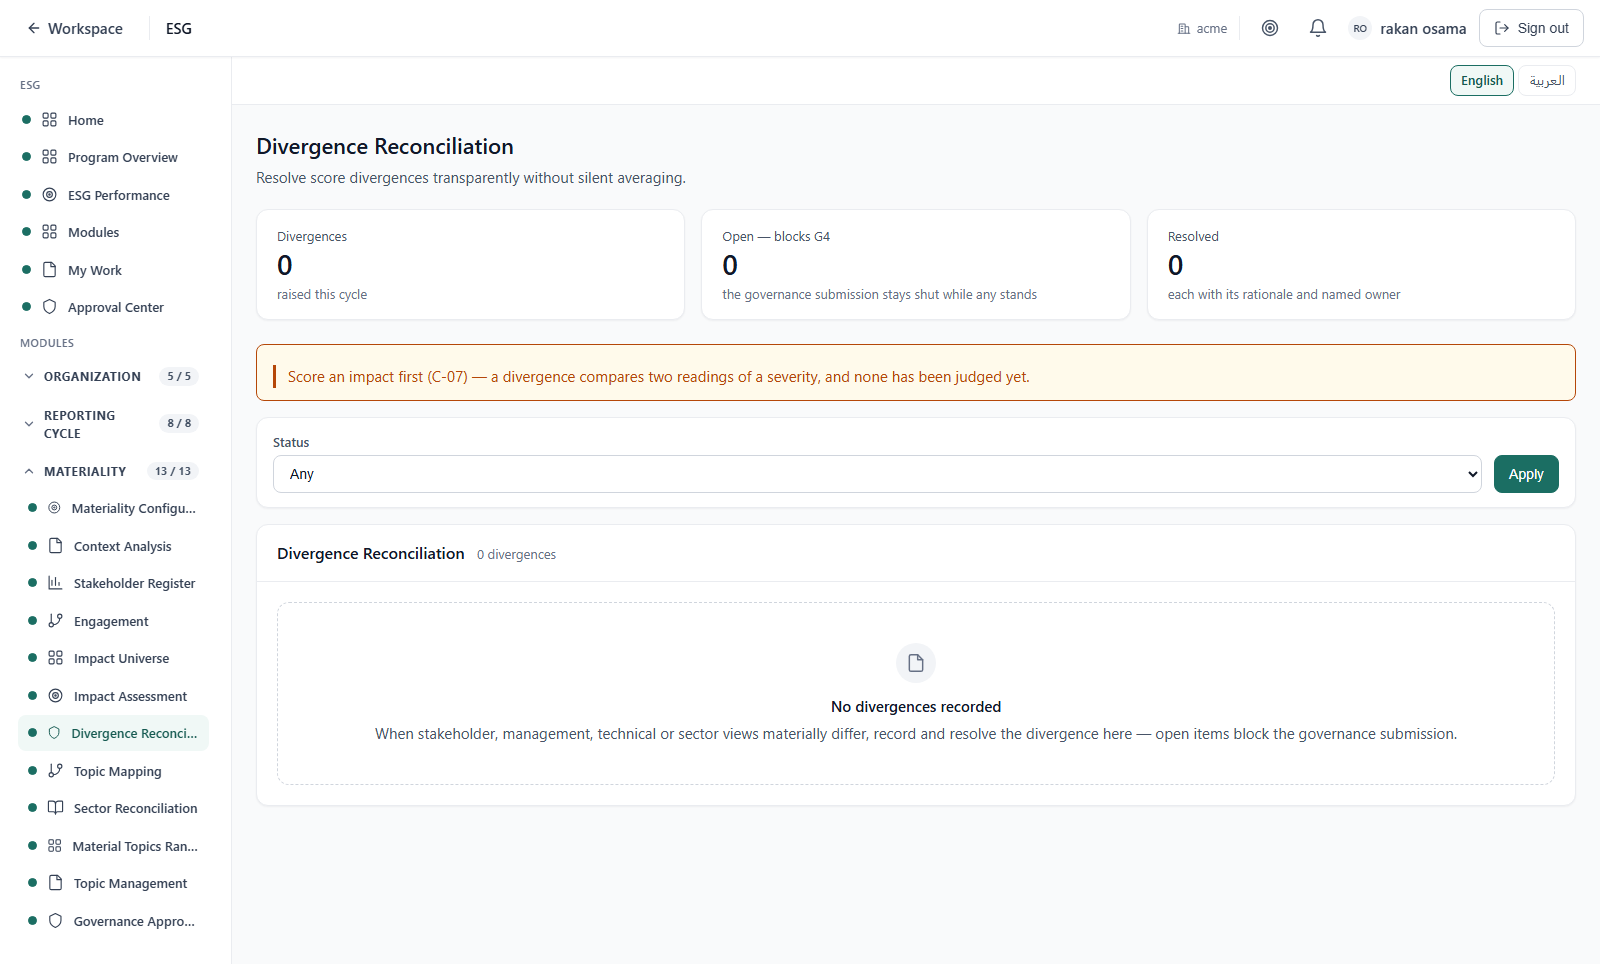 Workspace
ESG
acme
RO
rakan osama
Sign out
English
العربية
ESG
Home
Program Overview
ESG Performance
Modules
My Work
Approval Center
MODULES
ORGANIZATION 5 / 5
REPORTING CYCLE 8 / 8
MATERIALITY 13 / 13
Materiality Configu...
Context Analysis
Stakeholder Register
Engagement
Impact Universe
Impact Assessment
Divergence Reconci...
Topic Mapping
Sector Reconciliation
Material Topics Ran...
Topic Management
Governance Appro...
Divergence Reconciliation
Resolve score divergences transparently without silent averaging.
Divergences
0
raised this cycle
Open — blocks G4
0
the governance submission stays shut while any stands
Resolved
0
each with its rationale and named owner
Score an impact first (C-07) — a divergence compares two readings of a severity, and none has been judged yet.
Status
Any
Apply
Divergence Reconciliation 0 divergences
No divergences recorded
When stakeholder, management, technical or sector views materially differ, record and resolve the divergence here — open items block the governance submission.